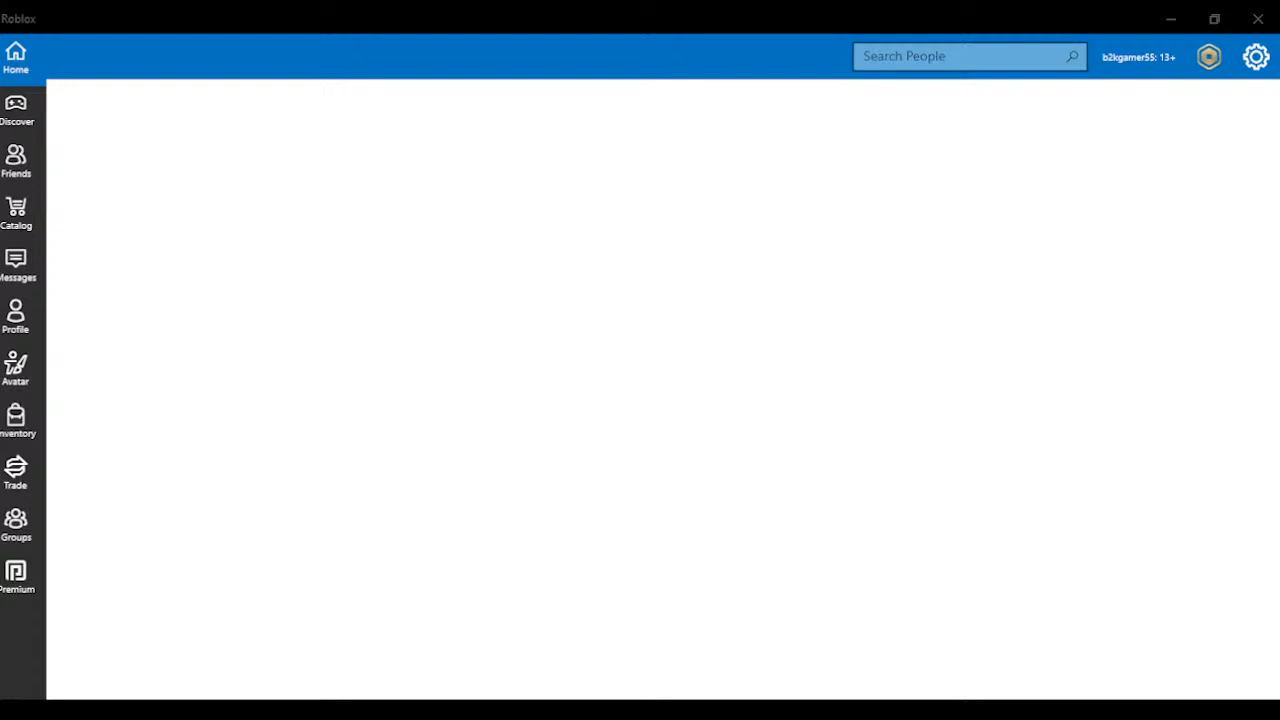 Roblox
Home
Search People
b2kgamer55: 13+
Discover
Friends
Catalog
Messages
Profile
Avatar
Inventory
Trade
Groups
Premium